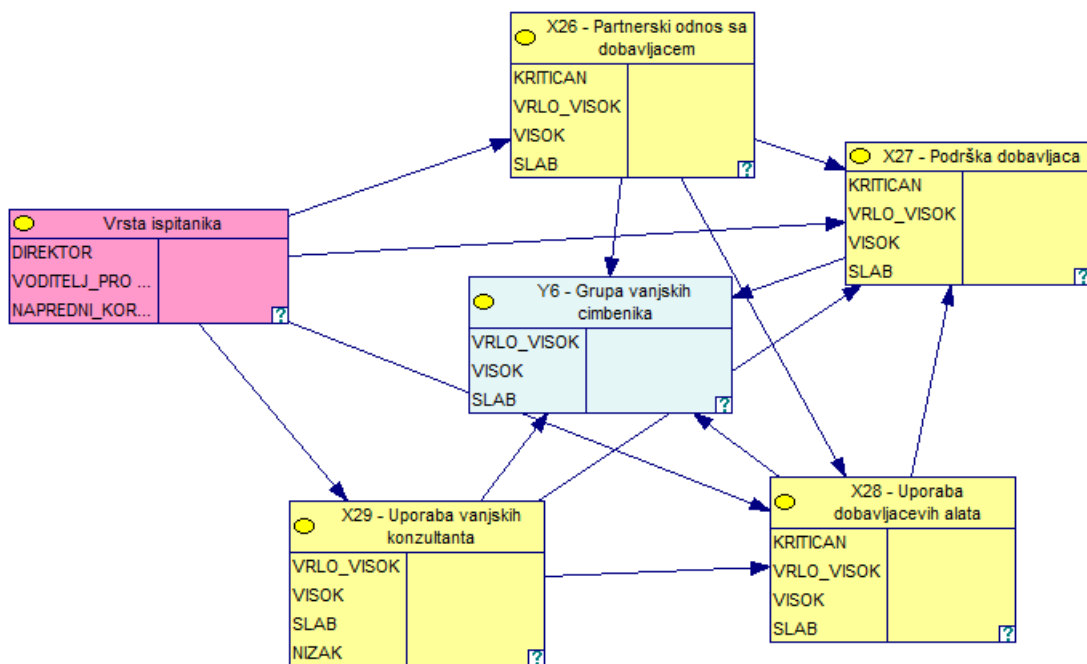 X26 - Partnerski odnos sa
dobavljacem
KRITICAN
VRLO_VISOK
VISOK
SLAB
?
X27 - Podrška dobavljaca
KRITICAN
VRLO_VISOK
VISOK
SLAB
?
Vrsta ispitanika
DIREKTOR
VODITELJ_PRO ...
NAPREDNI_KOR...
?
Y6 - Grupa vanjskih
cimbenika
VRLO_VISOK
VISOK
SLAB
?
X29 - Uporaba vanjskih
konzultanta
VRLO_VISOK
VISOK
SLAB
NIZAK
?
X28 - Uporaba
dobavljacevih alata
KRITICAN
VRLO_VISOK
VISOK
SLAB
?